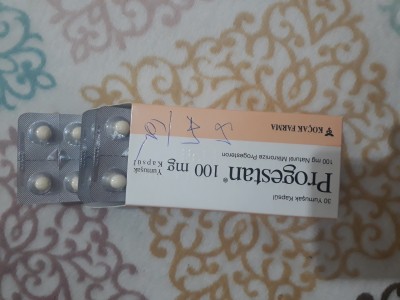 KOÇAK FARMA
Progestan® 100 mg
Yumuşak
Kapsül
100 mg Natural Mikronize Progesteron
30 Yumuşak Kapsül